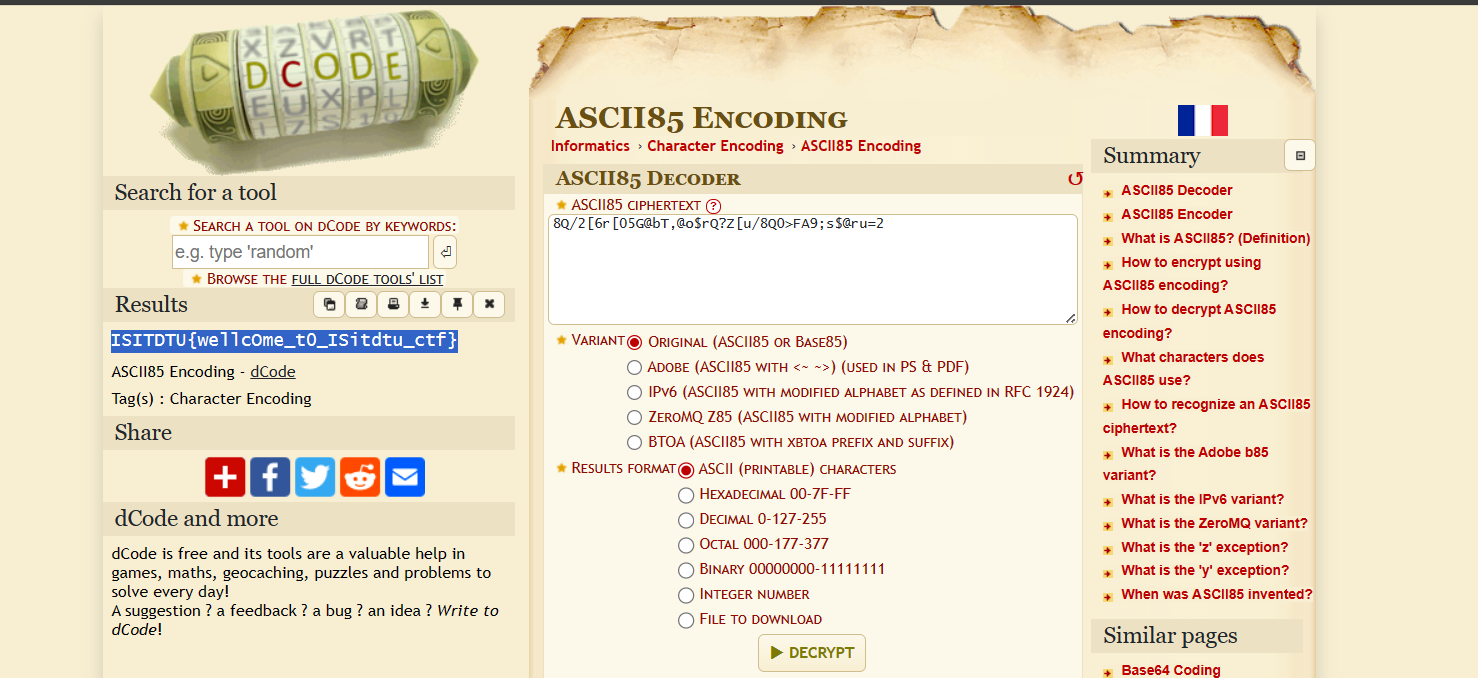 DCODE
Search for a tool
SEARCH A TOOL ON DCODE BY KEYWORDS:
e.g. type 'random'
BROWSE THE FULL DCODE TOOLS' LIST
Results
ISITDTU{wellcOme_tO_ISitdtu_ctf}
ASCII85 Encoding - dCode
Tag(s) : Character Encoding
Share
dCode and more
dCode is free and its tools are a valuable help in
games, maths, geocaching, puzzles and problems to
solve every day!
A suggestion ? a feedback ? a bug ? an idea ? Write to
dCode!
ASCII85 ENCODING
Informatics › Character Encoding › ASCII85 Encoding
ASCII85 DECODER
ASCII85 CIPHERTEXT ?
8Q/2[6r[O5G@bT,@o$rQ?Z[u/8QO>FA9;s$@ru=2
VARIANT ORIGINAL (ASCII85 OR BASE85)
ADOBE (ASCII85 WITH <~ ~>) (USED IN PS & PDF)
IPV6 (ASCII85 WITH MODIFIED ALPHABET AS DEFINED IN RFC 1924)
ZEROMQ Z85 (ASCII85 WITH MODIFIED ALPHABET)
BTOA (ASCII85 WITH XBTOA PREFIX AND SUFFIX)
RESULTS FORMAT ASCII (PRINTABLE) CHARACTERS
HEXADECIMAL 00-7F-FF
DECIMAL 0-127-255
OCTAL 000-177-377
BINARY 00000000-11111111
INTEGER NUMBER
FILE TO DOWNLOAD
▶ DECRYPT
Summary
ASCII85 Decoder
ASCII85 Encoder
What is ASCII85? (Definition)
How to encrypt using
ASCII85 encoding?
How to decrypt ASCII85
encoding?
What characters does
ASCII85 use?
How to recognize an ASCII85
ciphertext?
What is the Adobe b85
variant?
What is the IPv6 variant?
What is the ZeroMQ variant?
What is the 'z' exception?
What is the 'y' exception?
When was ASCII85 invented?
Similar pages
Base64 Coding